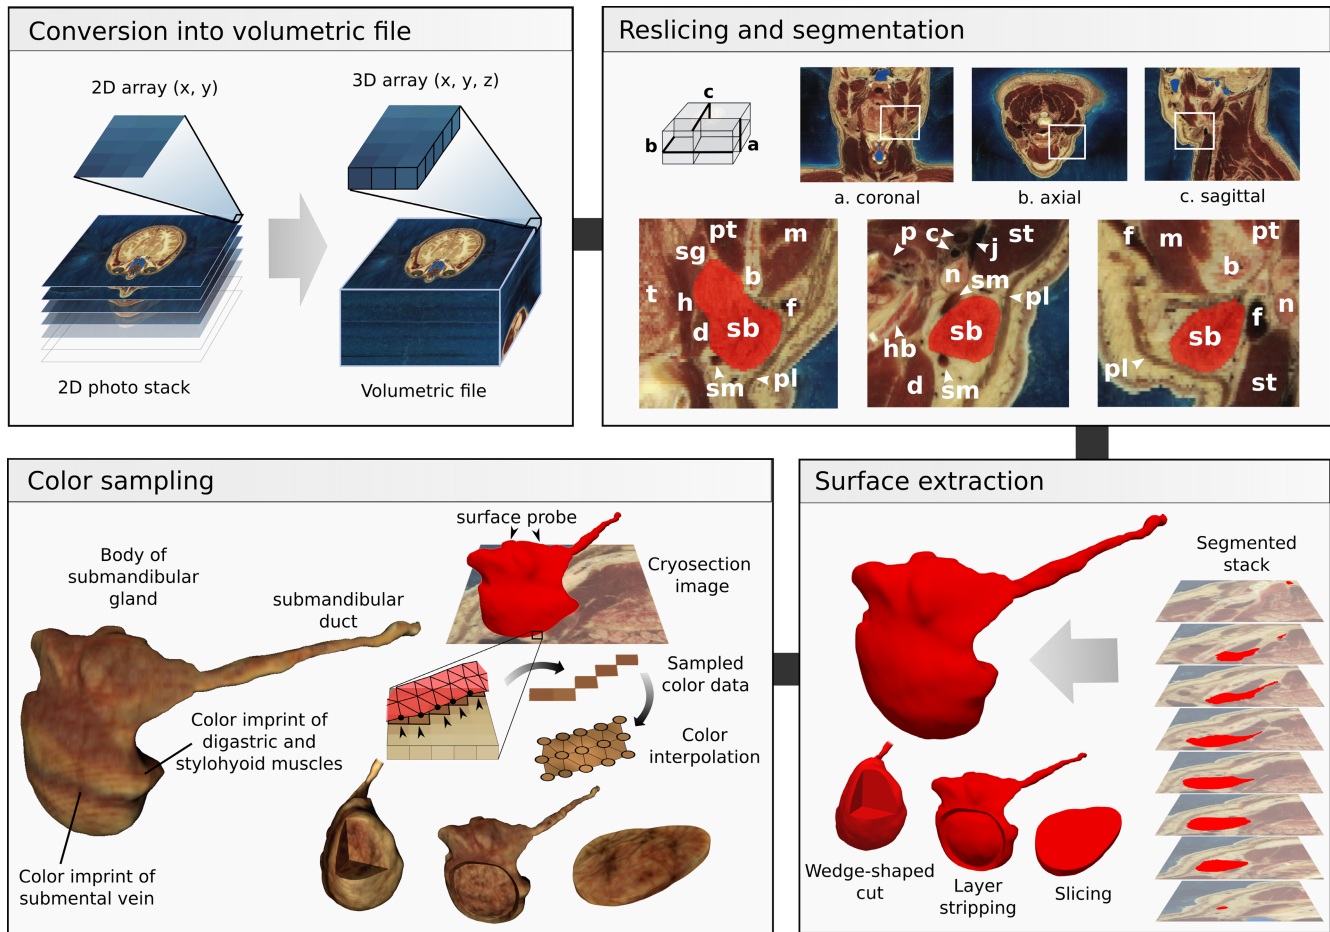 Conversion into volumetric file
2D array (x, y)
3D array (x, y, z)
2D photo stack
Volumetric file
Reslicing and segmentation
c
b
a
a. coronal
b. axial
c. sagittal
pt
m
sg
b
t
h
f
d
sb
sm
pl
p
c
st
j
n
sm
pl
sb
hb
d
sm
f
m
pt
b
n
f
sb
pl
st
Color sampling
surface probe
Body of
submandibular
gland
Cryosection
image
submandibular
duct
Sampled
color data
Color imprint of
digastric and
stylohyoid muscles
Color
interpolation
Color imprint of
submental vein
Surface extraction
Segmented
stack
Wedge-shaped
cut
Layer
stripping
Slicing